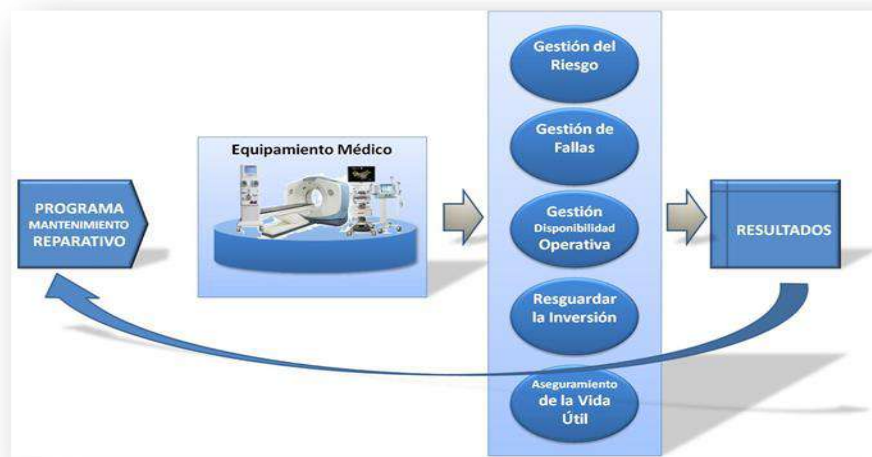 PROGRAMA
MANTENIMIENTO
REPARATIVO
Equipamiento Médico
Gestión del
Riesgo
Gestión de
Fallas
Gestión
Disponibilidad
Operativa
Resguardar
la Inversión
Aseguramiento
de la Vida
Útil
RESULTADOS